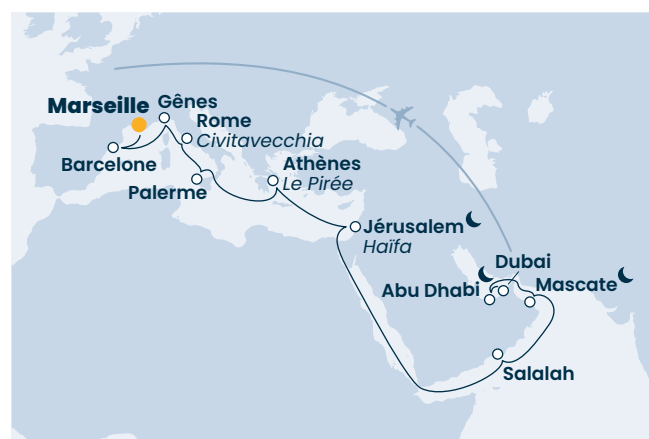 Marseille
Gênes
Rome
Civitavecchia
Barcelone
Palerme
Athènes
Le Pirée
Jérusalem
Haïfa
Dubai
Abu Dhabi
Mascate
Salalah